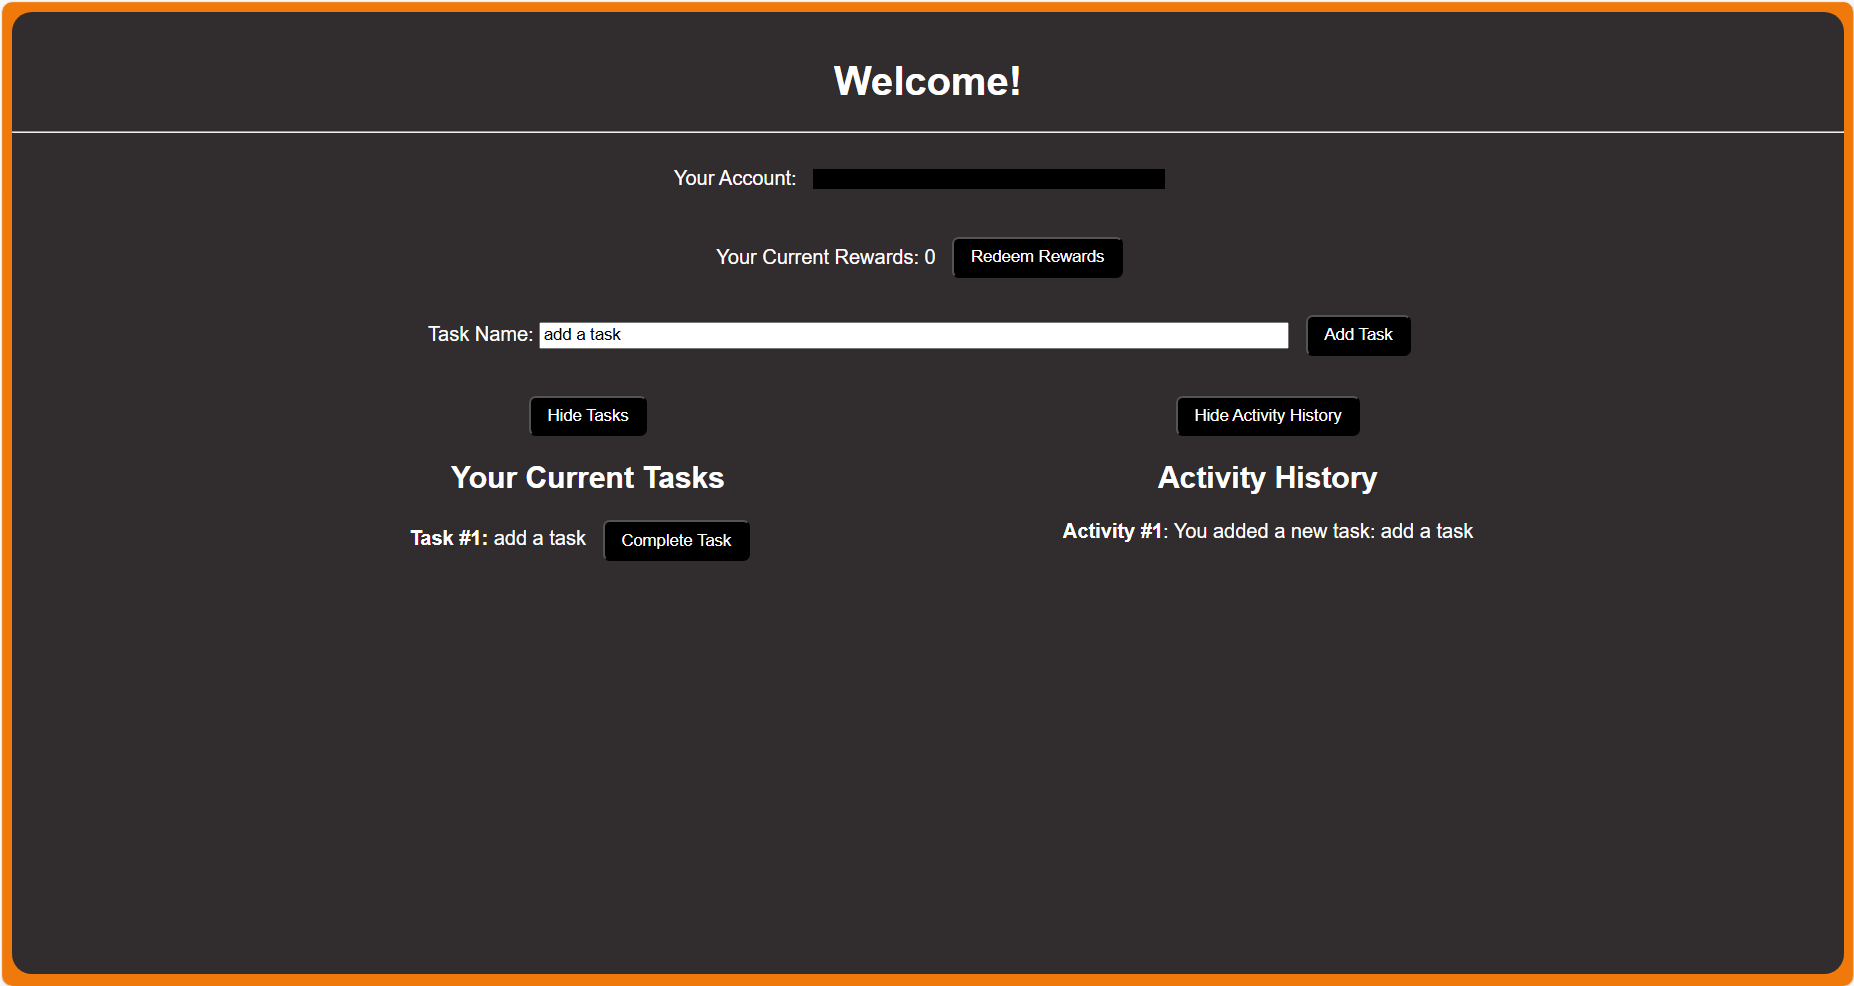 Welcome!
Your Account:
Your Current Rewards: 0 Redeem Rewards
Task Name: add a task Add Task
Hide Tasks Hide Activity History
Your Current Tasks Activity History
Task #1: add a task Complete Task Activity #1: You added a new task: add a task